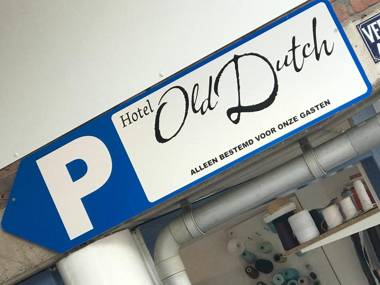 P
Hotel
Old Dutch
ALLEEN BESTEMD VOOR ONZE GASTEN